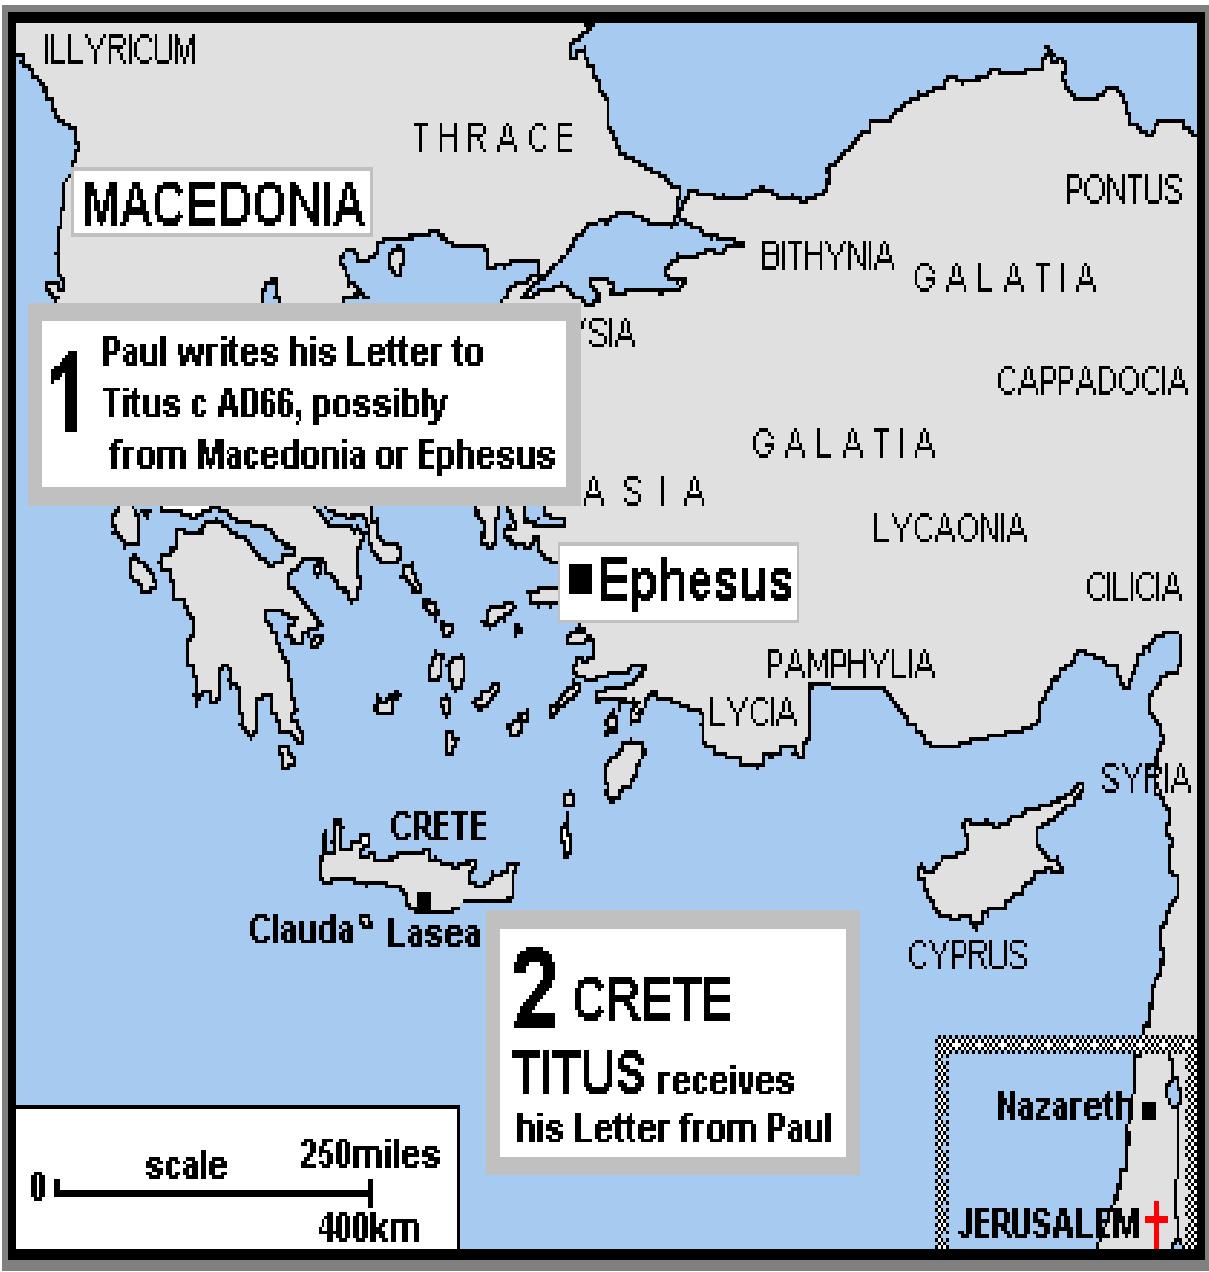 ILLYRICUM
THRACE
MACEDONIA
PONTUS
BITHYNIA
GALATIA
YSIA
1 Paul writes his Letter to
Titus c AD66, possibly
from Macedonia or Ephesus
CAPPADOCIA
GALATIA
ASIA
LYCAONIA
Ephesus
CILICIA
PAMPHYLIA
LYCIA
SYRIA
CRETE
Clauda Lasea
CYPRUS
2 CRETE
TITUS receives
his Letter from Paul
Nazareth
JERUSALEM
scale
250miles
0
400km